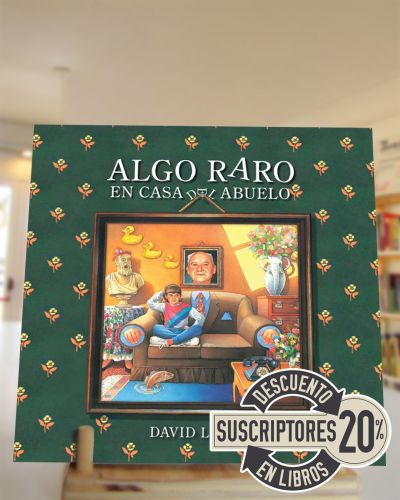 ALGO RARO
EN CASA DEL ABUELO
DAVID
DESCUENTO
SUSCRIPTORES 20%
EN LIBROS